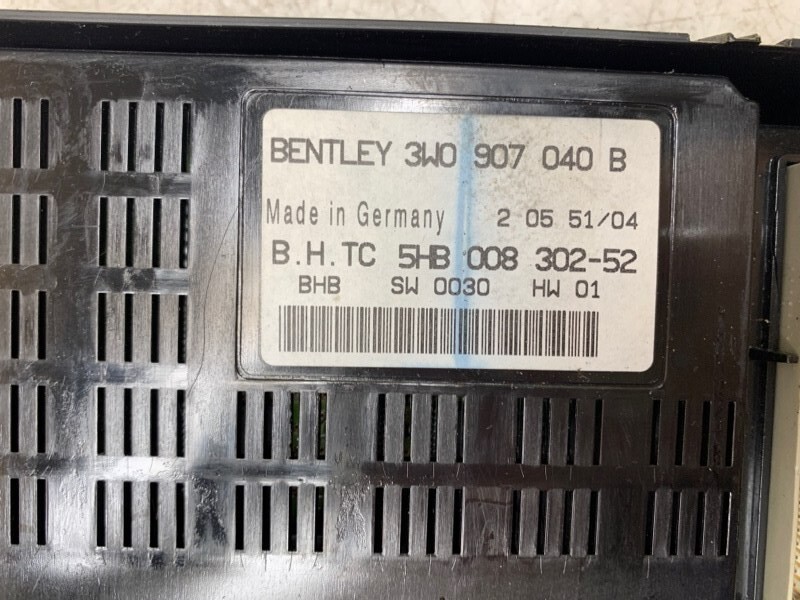 BENTLEY 3W0 907 040 B
Made in Germany 2 05 51/04
B.H.TC 5HB 008 302-52
BHB SW 0030 HW 01